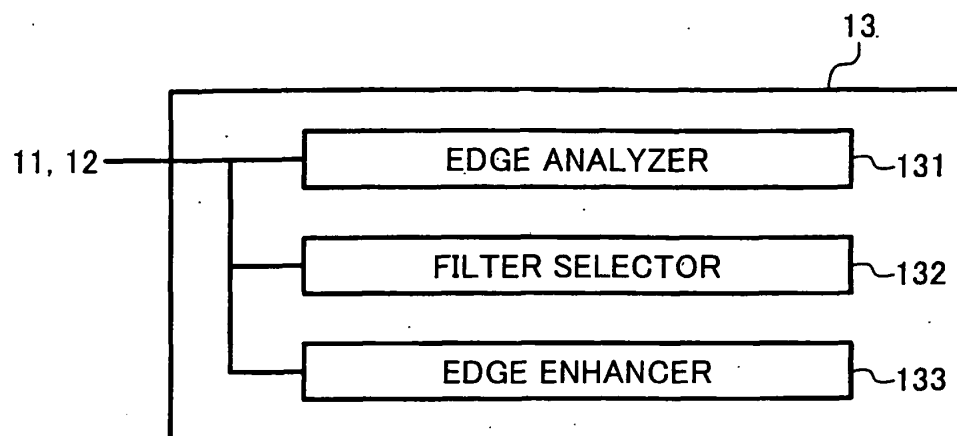 13
11, 12
EDGE ANALYZER
131
FILTER SELECTOR
132
EDGE ENHANCER
133